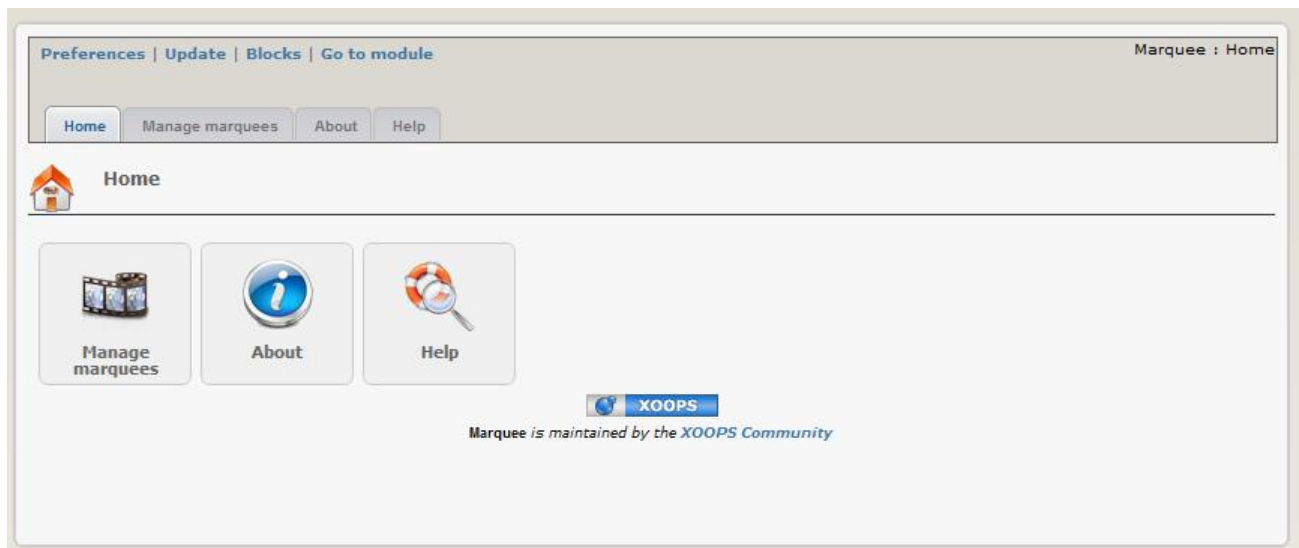 Preferences | Update | Blocks | Go to module
Marquee : Home
Home
Manage marquees
About
Help
Home
Manage
marquees
About
Help
XOOPS
Marquee is maintained by the XOOPS Community